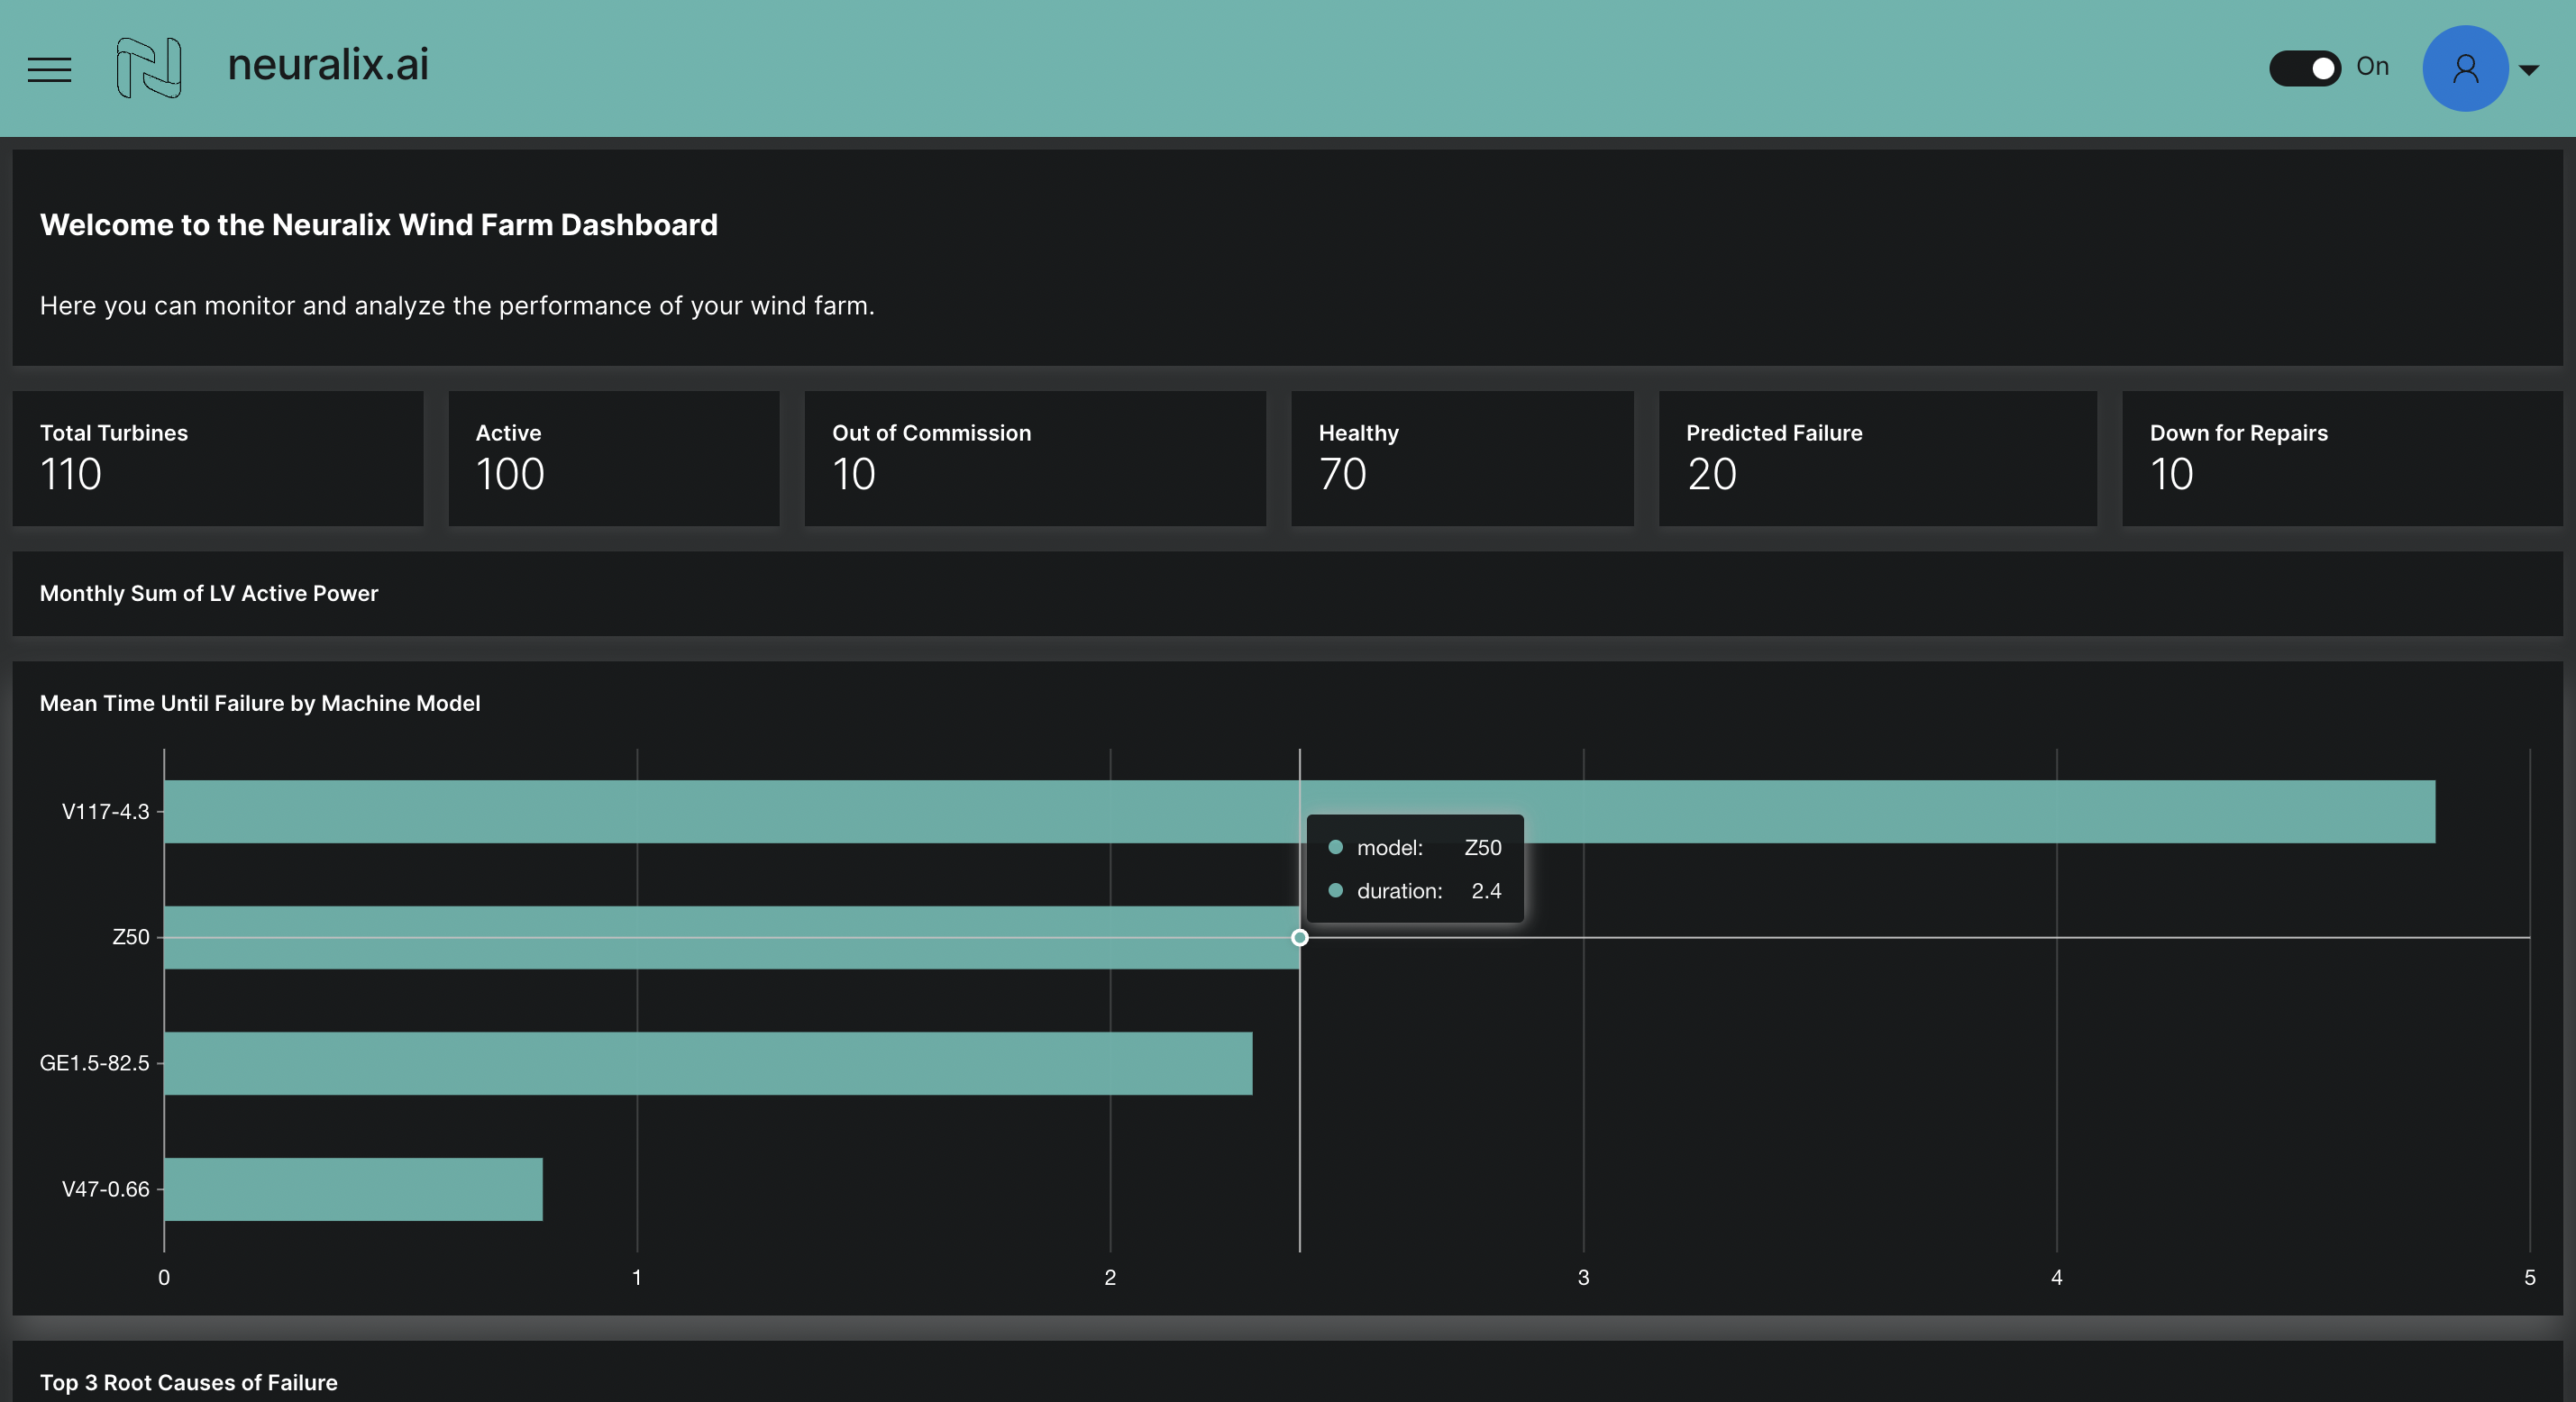 neuralix.ai
On
Welcome to the Neuralix Wind Farm Dashboard
Here you can monitor and analyze the performance of your wind farm.
Total Turbines
110
Active
100
Out of Commission
10
Healthy
70
Predicted Failure
20
Down for Repairs
10
Monthly Sum of LV Active Power
Mean Time Until Failure by Machine Model
V117-4.3
model: Z50
duration: 2.4
Z50
GE1.5-82.5
V47-0.66
0 1 2 3 4 5
Top 3 Root Causes of Failure